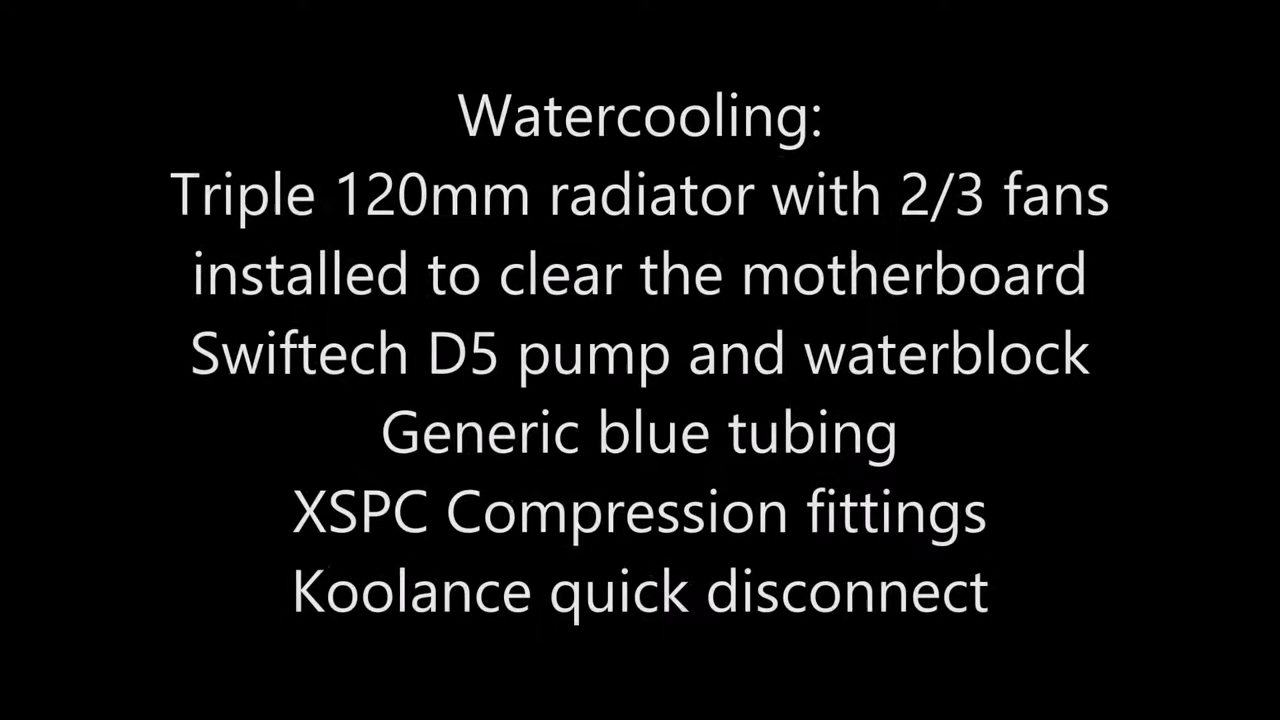 Watercooling:
Triple 120mm radiator with 2/3 fans
installed to clear the motherboard
Swiftech D5 pump and waterblock
Generic blue tubing
XSPC Compression fittings
Koolance quick disconnect